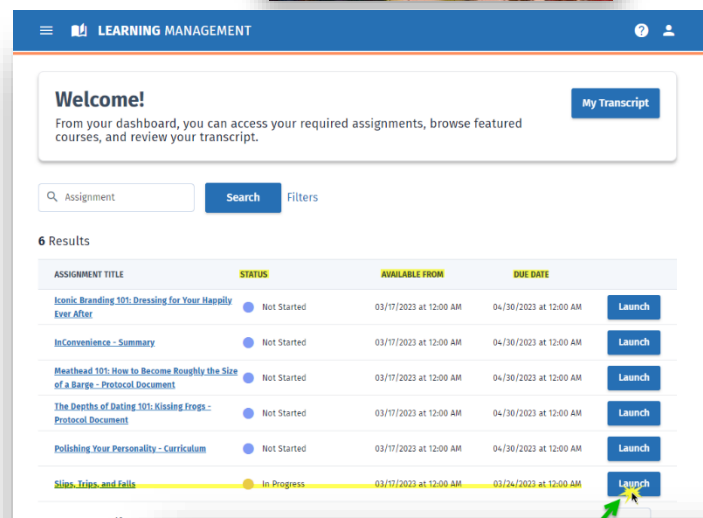 LEARNING MANAGEMENT
Welcome!
My Transcript
From your dashboard, you can access your required assignments, browse featured
courses, and review your transcript.
Assignment
Search
Filters
6 Results
ASSIGNMENT TITLE STATUS AVAILABLE FROM DUE DATE
Iconic Branding 101: Dressing for Your Happily
Ever After
Not Started 03/17/2023 at 12:00 AM 04/30/2023 at 12:00 AM Launch
InConvenience - Summary Not Started 03/17/2023 at 12:00 AM 04/30/2023 at 12:00 AM Launch
Meathead 101: How to Become Roughly the Size
of a Barge - Protocol Document
Not Started 03/17/2023 at 12:00 AM 04/30/2023 at 12:00 AM Launch
The Depths of Dating 101: Kissing Frogs -
Protocol Document
Not Started 03/17/2023 at 12:00 AM 04/30/2023 at 12:00 AM Launch
Polishing Your Personality - Curriculum Not Started 03/17/2023 at 12:00 AM 04/30/2023 at 12:00 AM Launch
Slips, Trips, and Falls In Progress 03/17/2023 at 12:00 AM 03/24/2023 at 12:00 AM Launch